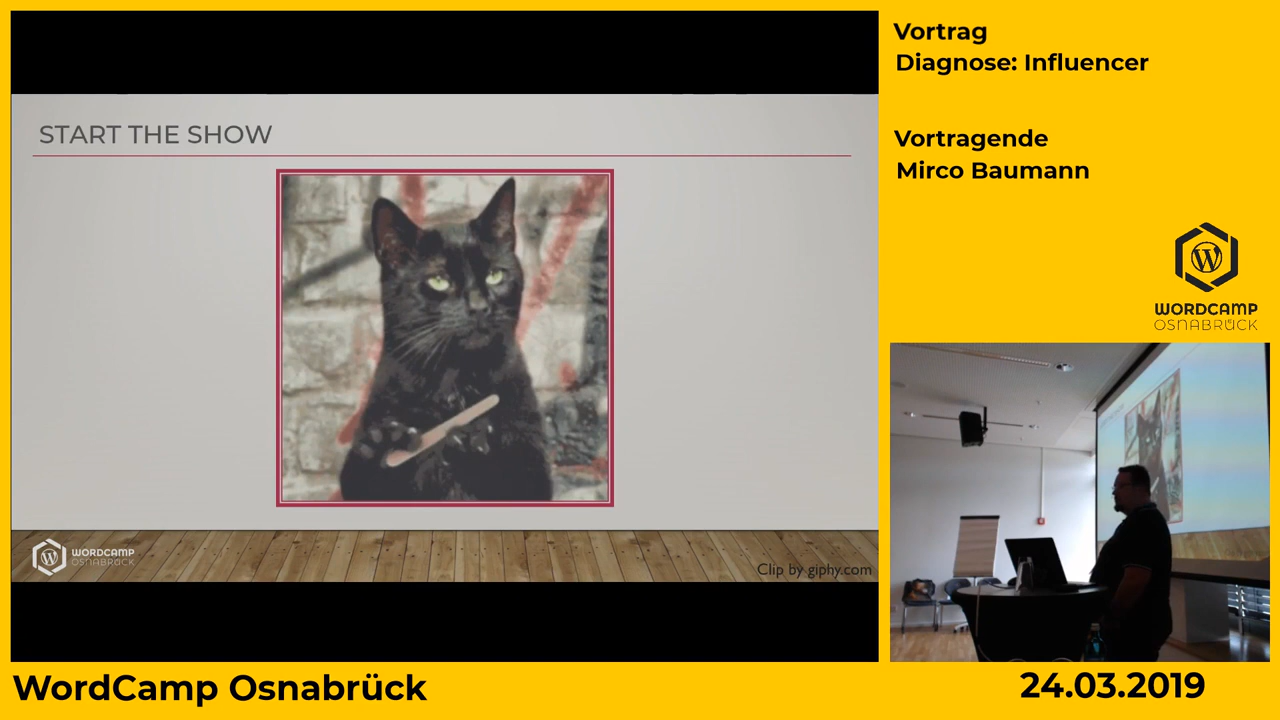 START THE SHOW
WORDCAMP
OSNABRÜCK
Clip by giphy.com
Vortrag
Diagnose: Influencer
Vortragende
Mirco Baumann
WORDCAMP
OSNABRÜCK
WordCamp Osnabrück
24.03.2019